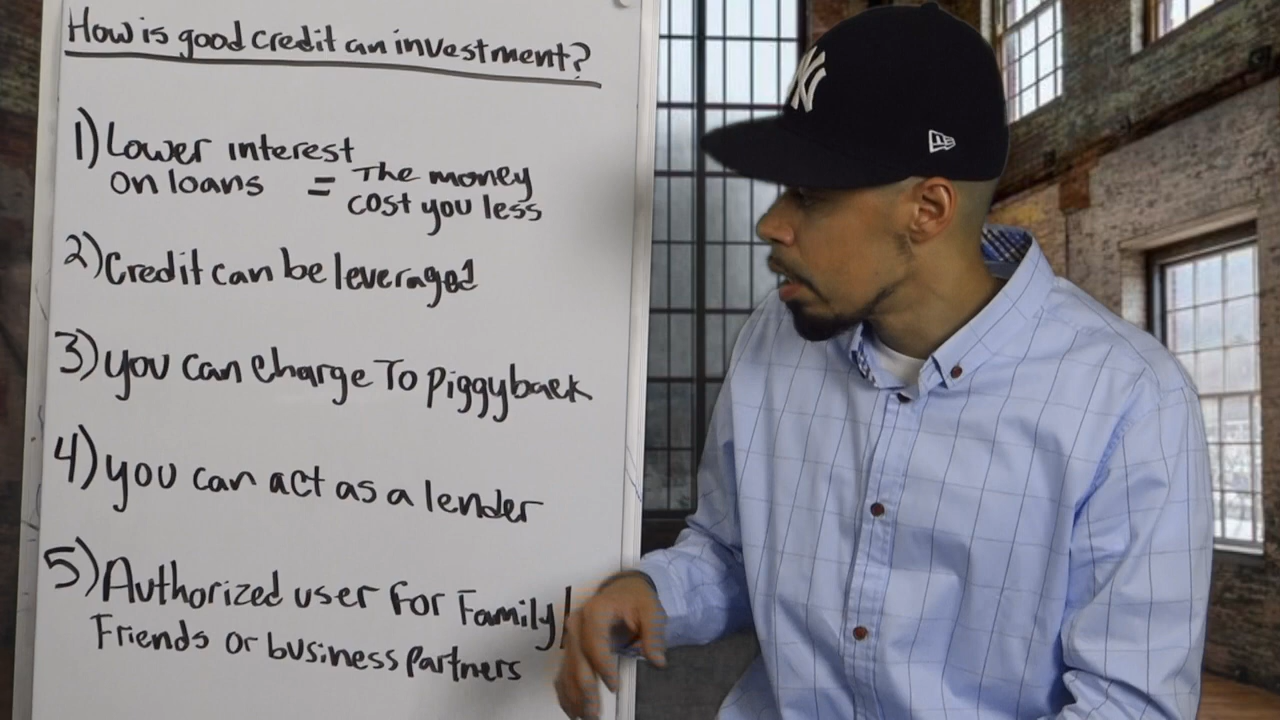 How is good credit an investment?
1) Lower interest
on loans = The money
cost you less
2) Credit can be leveraged
3) you can charge To piggyback
4) you can act as a lender
5) Authorized user for Family/
Friends or business partners
NY